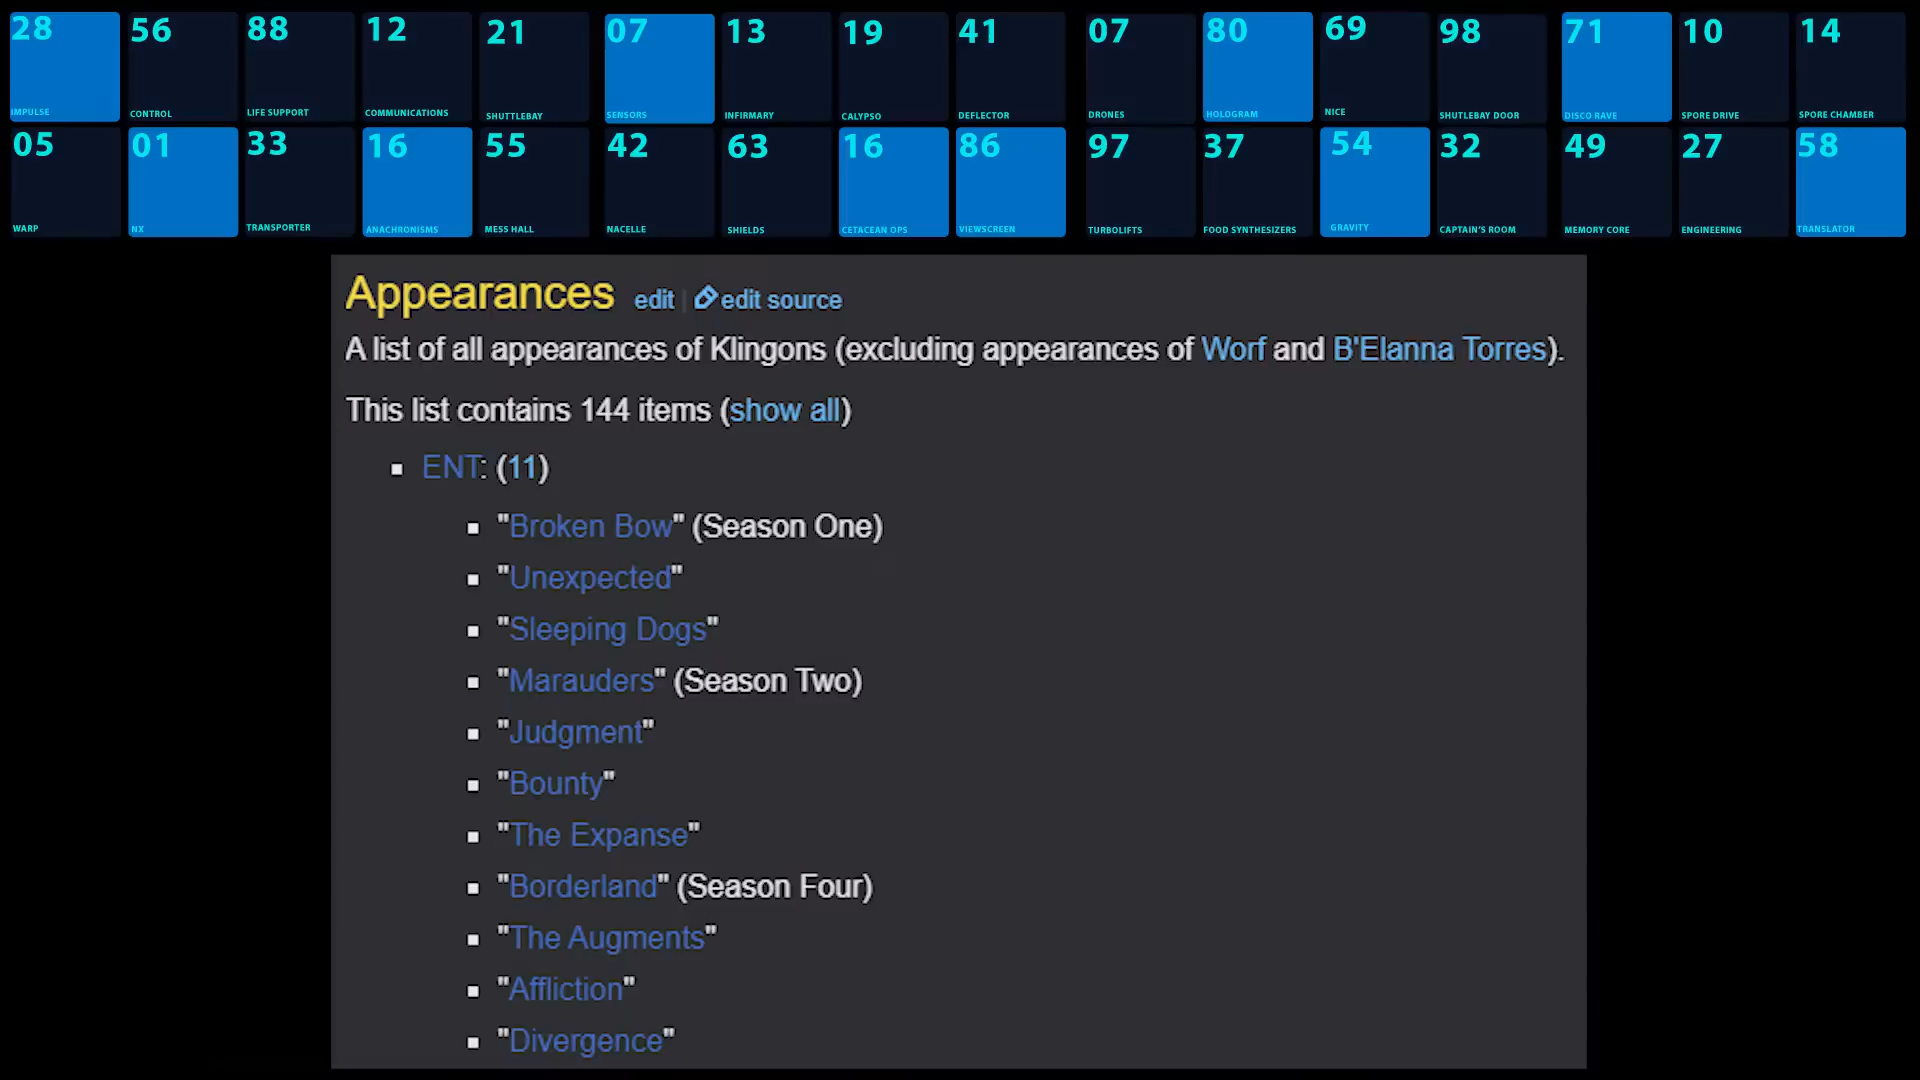 28 56 88 12 21 07 13 19 41 07 80 69 98 71 10 14
IMPULSE CONTROL LIFE SUPPORT COMMUNICATIONS SHUTTLEBAY SENSORS INFIRMARY CALYPSO DEFLECTOR DRONES HOLOGRAM NICE SHUTLEBAY DOOR DISCO RAVE SPORE DRIVE SPORE CHAMBER
05 01 33 16 55 42 63 16 86 97 37 54 32 49 27 58
WARP NX TRANSPORTER ANACHRONISMS MESS HALL NACELLE SHIELDS CETACEAN OPS VIEWSCREEN TURBOLIFTS FOOD SYNTHESIZERS GRAVITY CAPTAIN'S ROOM MEMORY CORE ENGINEERING TRANSLATOR
Appearances edit | edit source
A list of all appearances of Klingons (excluding appearances of Worf and B'Elanna Torres).
This list contains 144 items (show all)
ENT: (11)
"Broken Bow" (Season One)
"Unexpected"
"Sleeping Dogs"
"Marauders" (Season Two)
"Judgment"
"Bounty"
"The Expanse"
"Borderland" (Season Four)
"The Augments"
"Affliction"
"Divergence"